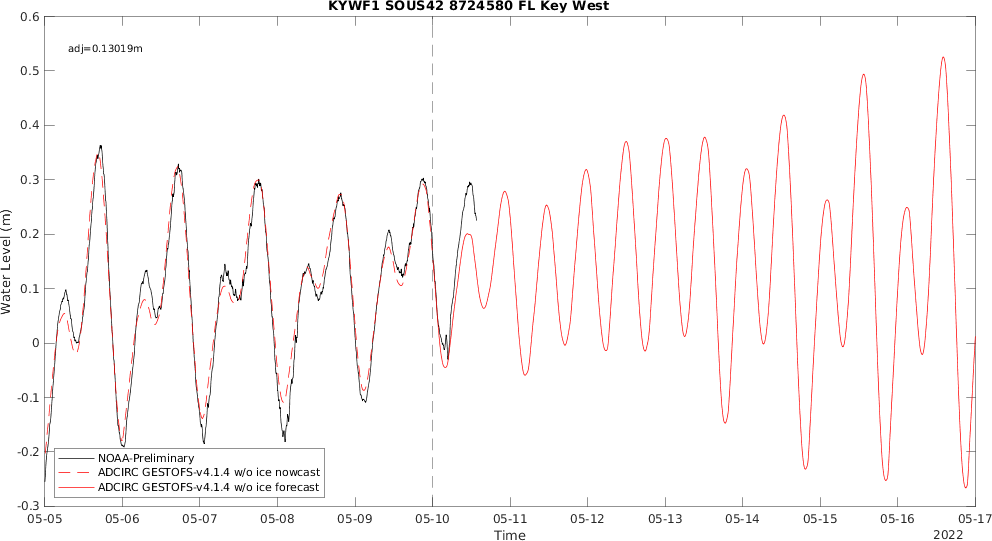 KYWF1 SOUS42 8724580 FL Key West
adj=0.13019m
0.6
0.5
0.4
0.3
0.2
0.1
0
-0.1
-0.2
-0.3
Water Level (m)
NOAA-Preliminary
ADCIRC GESTOFS-v4.1.4 w/o ice nowcast
ADCIRC GESTOFS-v4.1.4 w/o ice forecast
05-05 05-06 05-07 05-08 05-09 05-10 05-11 05-12 05-13 05-14 05-15 05-16 05-17
Time
2022